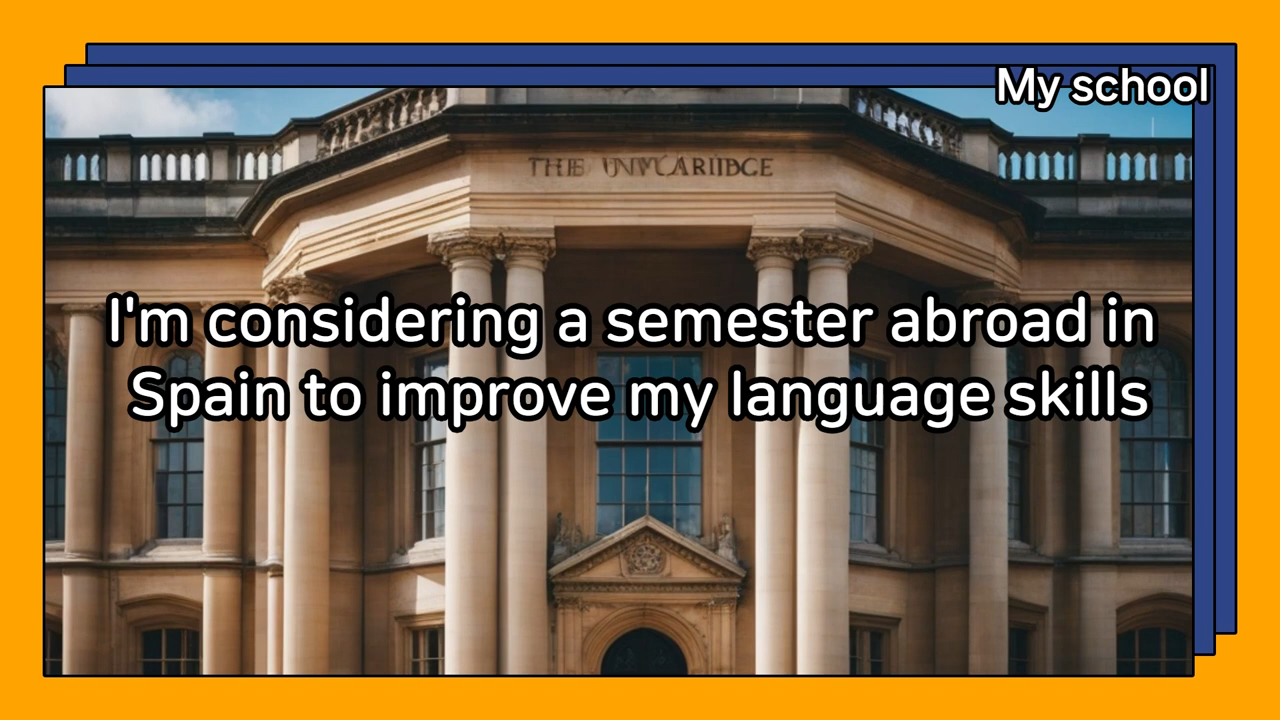 My school
THE
I'm considering a semester abroad in
Spain to improve my language skills